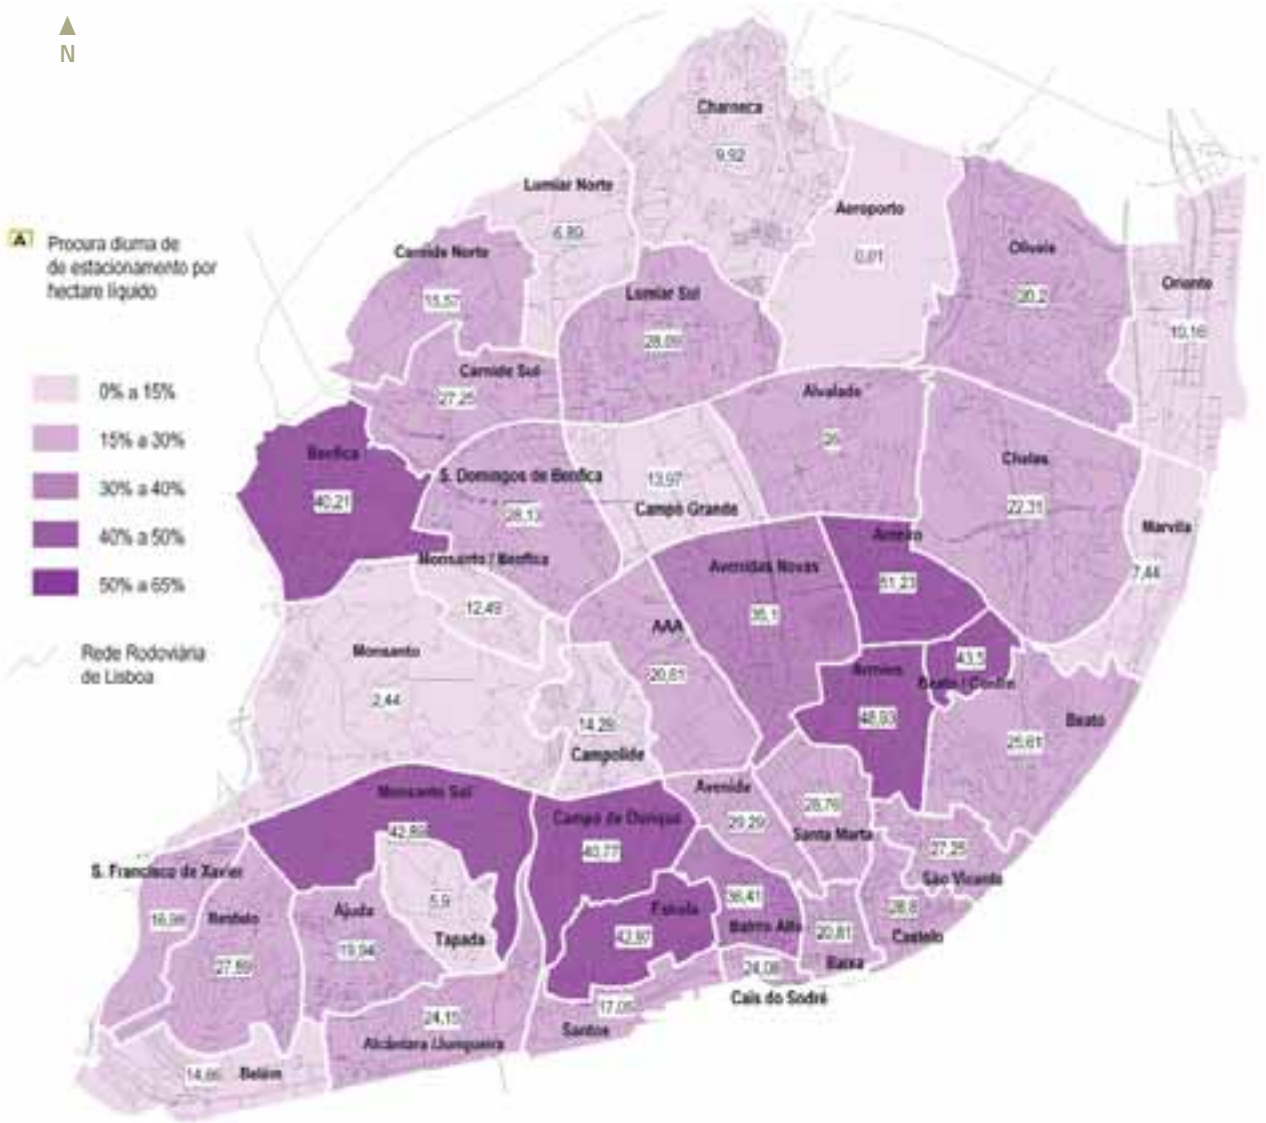 N
A
Procura diurna de
de estacionamento por
hectare líquido
0% a 15%
15% a 30%
30% a 40%
40% a 50%
50% a 65%
Rede Rodoviária
de Lisboa
Charneca
9,92
Lumiar Norte
6,89
Aeroporto
0,01
Carnide Norte
15,57
Olivais
Oriente
10,16
Lumiar Sul
28,09
Carnide Sul
27,25
Alvalade
26
Benfica
40,21
S. Domingos de Benfica
28,13
13,97
Campo Grande
Chelas
22,31
Marvila
7,44
Monsanto / Benfica
12,49
Avenidas Novas
35,1
Areeiro
51,23
AAA
20,81
Monsanto
2,44
43,5
Beato / Confin
Arroios
48,93
Beato
25,61
14,28
Campolide
Monsanto Sul
42,89
Campo de Ourique
40,77
Avenida
29,29
28,76
Santa Marta
27,25
São Vicente
S. Francisco de Xavier
16,98
Restelo
27,89
Ajuda
19,94
5,9
Tapada
Estrela
42,97
36,41
Bairro Alto
20,81
Baixa
28,8
Castelo
24,08
Cais do Sodré
17,05
Santos
24,15
Alcântara /Junqueira
14,66
Belém